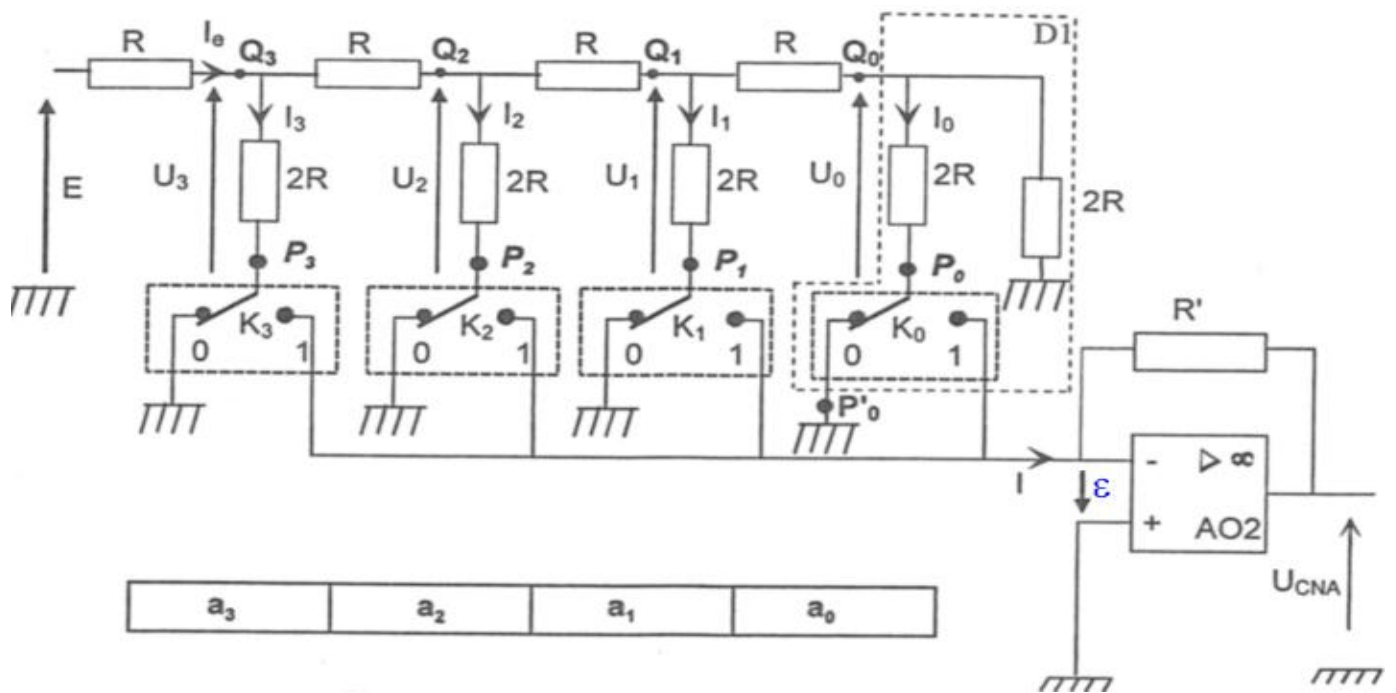 D1
R Ie Q3 R Q2 R Q1 R Q0
I3 I2 I1 I0
E U3 2R U2 2R U1 2R U0 2R 2R
P3 P2 P1 P0
K3 K2 K1 K0
0 1 0 1 0 1 0 1
R'
P'0
I ε - ▷ ∞
+ AO2
UCNA
a3 a2 a1 a0